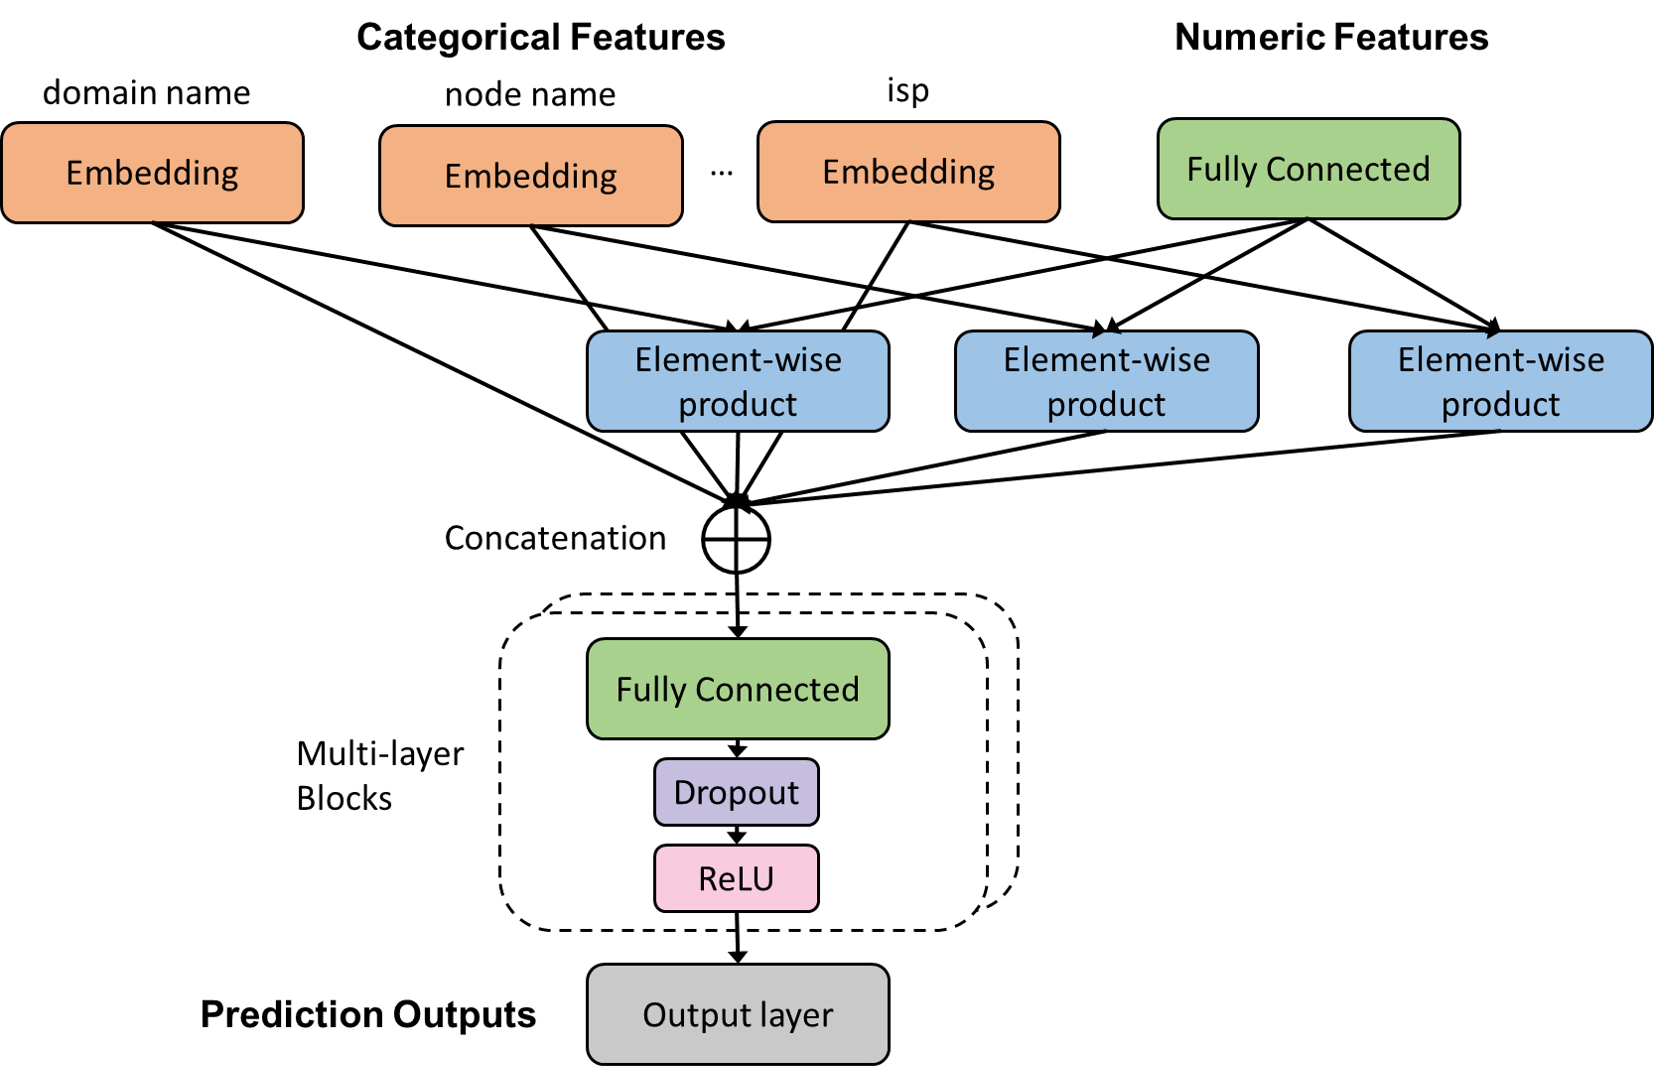 Categorical Features
Numeric Features
domain name
node name
isp
Embedding
Embedding
...
Embedding
Fully Connected
Element-wise
product
Element-wise
product
Element-wise
product
Concatenation
Fully Connected
Multi-layer
Blocks
Dropout
ReLU
Prediction Outputs
Output layer